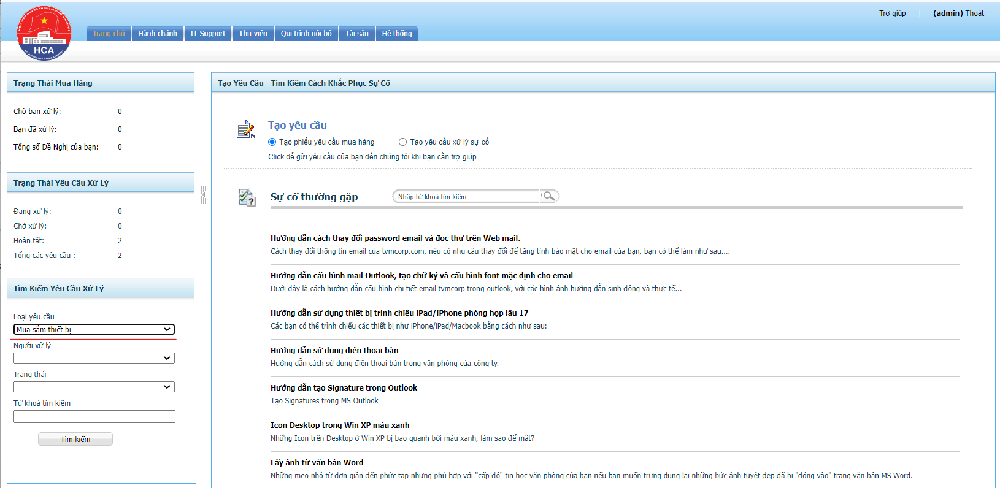 HỌC VIỆN CÁN BỘ THÀNH PHỐ HỒ CHÍ MINH
HCA
Trợ giúp | (admin) Thoát
Trang chủ Hành chánh IT Support Thư viện Qui trình nội bộ Tài sản Hệ thống
Trạng Thái Mua Hàng
Chờ bạn xử lý: 0
Bạn đã xử lý: 0
Tổng số Đề Nghị của bạn: 0
Trạng Thái Yêu Cầu Xử Lý
Đang xử lý: 0
Chờ xử lý: 0
Hoàn tất: 2
Tổng các yêu cầu : 2
Tìm Kiếm Yêu Cầu Xử Lý
Loại yêu cầu
Mua sắm thiết bị
Người xử lý
Trạng thái
Từ khoá tìm kiếm
Tìm kiếm
Tạo Yêu Cầu - Tìm Kiếm Cách Khắc Phục Sự Cố
Tạo yêu cầu
Tạo phiếu yêu cầu mua hàng Tạo yêu cầu xử lý sự cố
Click để gửi yêu cầu của bạn đến chúng tôi khi bạn cần trợ giúp.
Sự cố thường gặp Nhập từ khoá tìm kiếm
Hướng dẫn cách thay đổi password email và đọc thư trên Web mail.
Cách thay đổi thông tin email của tvmcorp.com, nếu có nhu cầu thay đổi để tăng tính bảo mật cho email của bạn, bạn có thể làm như sau....
Hướng dẫn cấu hình mail Outlook, tạo chữ ký và cấu hình font mặc định cho email
Dưới đây là cách hướng dẫn cấu hình chi tiết email tvmcorp trong outlook, với các hình ảnh hướng dẫn sinh động và thực tế...
Hướng dẫn sử dụng thiết bị trình chiếu iPad/iPhone phòng họp lầu 17
Các bạn có thể trình chiếu các thiết bị như iPhone/iPad/Macbook bằng cách như sau:
Hướng dẫn sử dụng điện thoại bàn
Hướng dẫn cách sử dụng điện thoại bàn trong văn phòng của công ty.
Hướng dẫn tạo Signature trong Outlook
Tạo Signatures trong MS Outlook
Icon Desktop trong Win XP màu xanh
Những Icon trên Desktop ở Win XP bị bao quanh bởi màu xanh, làm sao để mất?
Lấy ảnh từ văn bản Word
Những mẹo nhỏ từ đơn giản đến phức tạp nhưng phù hợp với "cấp độ" tin học văn phòng của bạn nếu bạn muốn trưng dụng lại những bức ảnh tuyệt đẹp đã bị "đóng vào" trang văn bản MS Word.